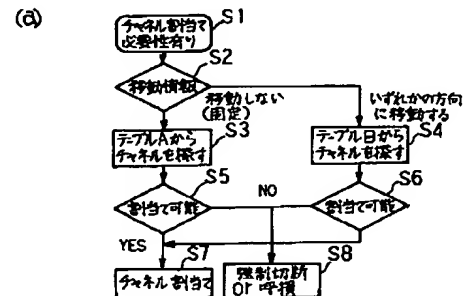 (a)
S1
チャネル割当て
必要性有り
S2
移動情報
移動しない
(固定)
いずれかの方向
に移動する
S3
S4
テーブルAから
チャネルを探す
テーブルBから
チャネルを探す
S5
S6
割当て可能
NO
割当て可能
YES
S7
S8
チャネル割当て
強制切断
or 呼損